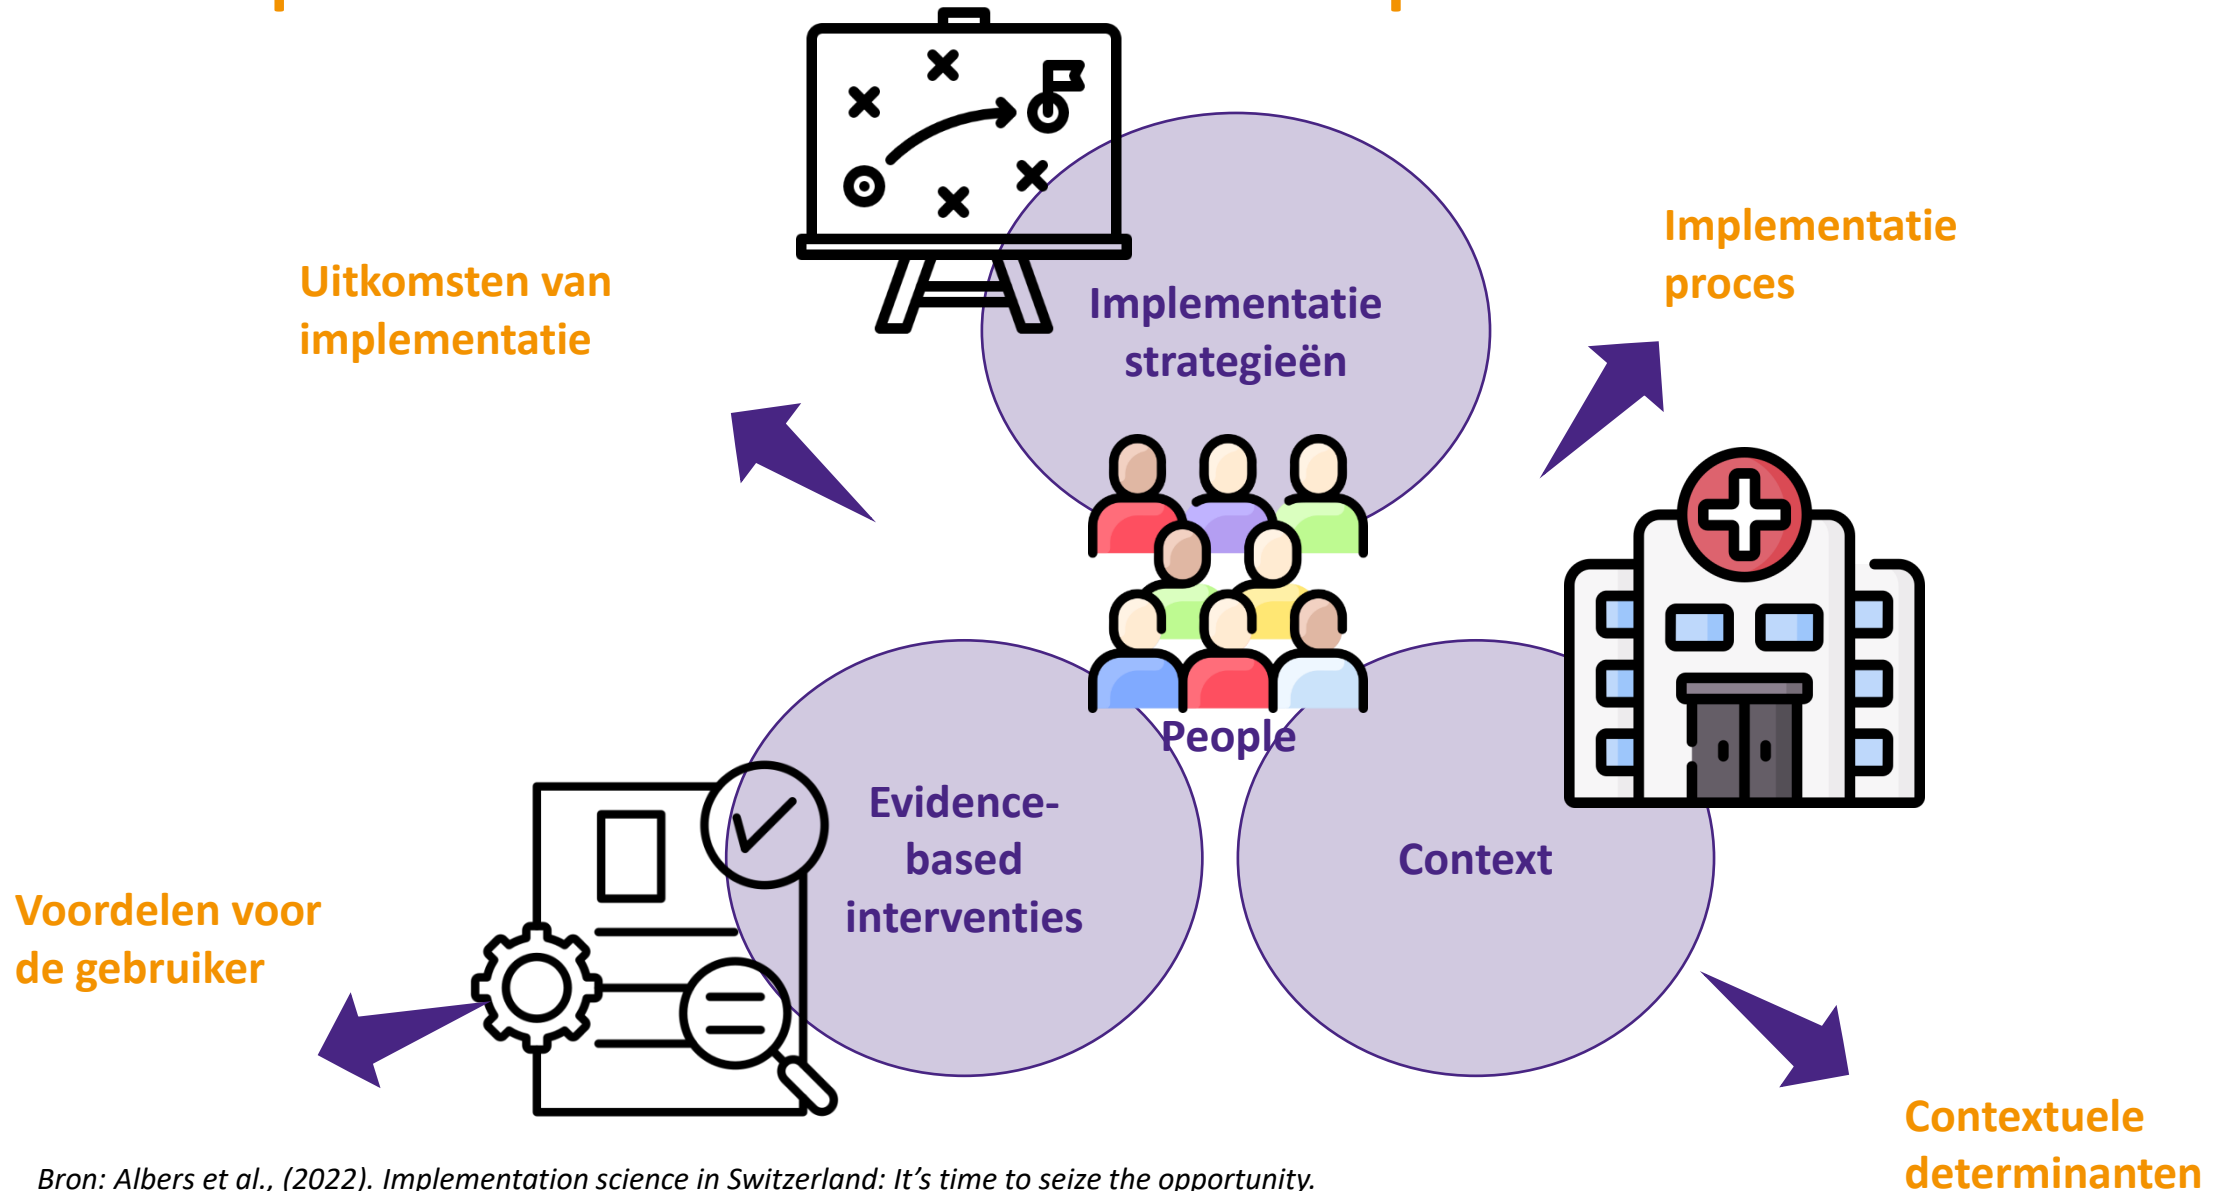 Uitkomsten van
implementatie
Implementatie
strategieën
Implementatie
proces
People
Evidence-
based
interventies
Context
Voordelen voor
de gebruiker
Contextuele
determinanten
Bron: Albers et al., (2022). Implementation science in Switzerland: It’s time to seize the opportunity.